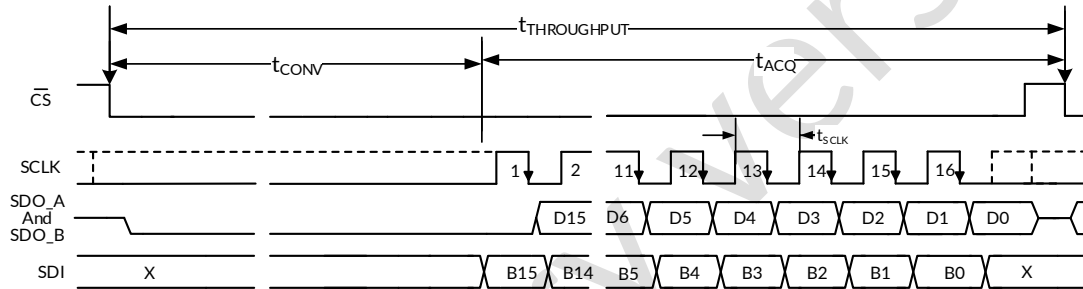 tTHROUGHPUT
tCONV
tACQ
CS
tSCLK
SCLK
1 2 11 12 13 14 15 16
SDO_A
And
SDO_B
D15 D6 D5 D4 D3 D2 D1 D0
SDI
X B15 B14 B5 B4 B3 B2 B1 B0 X